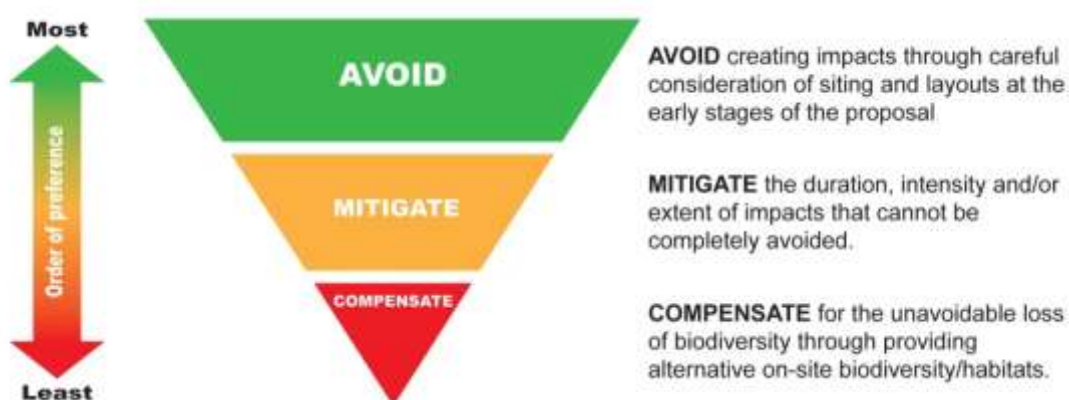 Most
Order of preference
Least
AVOID
MITIGATE
COMPENSATE
AVOID creating impacts through careful
consideration of siting and layouts at the
early stages of the proposal
MITIGATE the duration, intensity and/or
extent of impacts that cannot be
completely avoided.
COMPENSATE for the unavoidable loss
of biodiversity through providing
alternative on-site biodiversity/habitats.